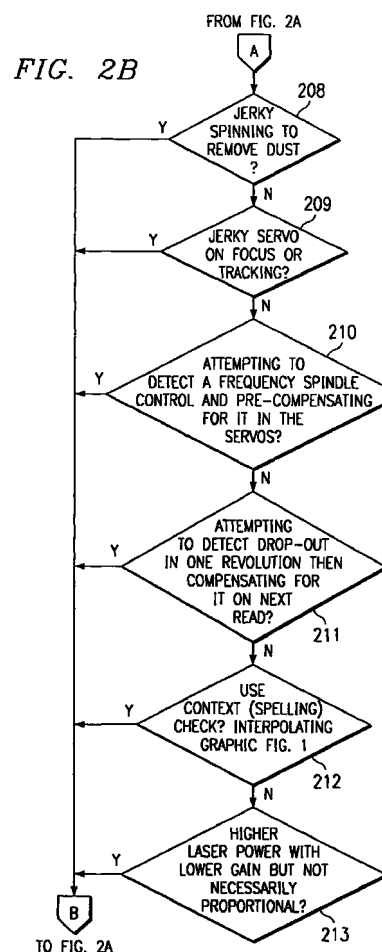 FROM FIG. 2A
A
FIG. 2B
208
JERKY
SPINNING TO
REMOVE DUST
?
Y
N
209
JERKY SERVO
ON FOCUS OR
TRACKING?
Y
N
210
ATTEMPTING TO
DETECT A FREQUENCY SPINDLE
CONTROL AND PRE-COMPENSATING
FOR IT IN THE
SERVOS?
Y
N
ATTEMPTING
TO DETECT DROP-OUT
IN ONE REVOLUTION THEN
COMPENSATING FOR
IT ON NEXT
READ?
Y
211
N
USE
CONTEXT (SPELLING)
CHECK? INTERPOLATING
GRAPHIC FIG. 1
Y
212
N
HIGHER
LASER POWER WITH
LOWER GAIN BUT NOT
NECESSARILY
PROPORTIONAL?
Y
213
B
TO FIG. 2A